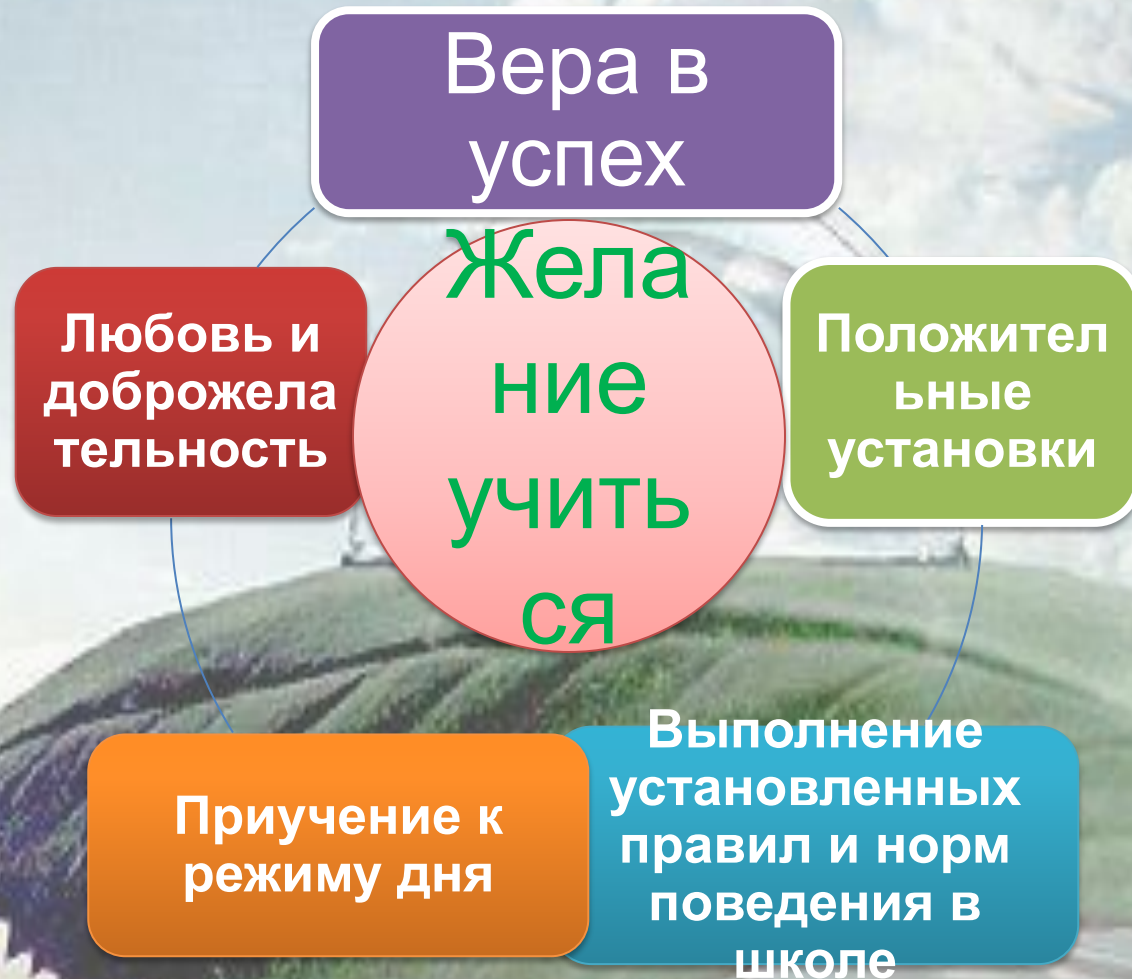 Вера в
успех
Жела
ние
учить
ся
Любовь и
доброжела
тельность
Положител
ьные
установки
Приучение к
режиму дня
Выполнение
установленных
правил и норм
поведения в
школе